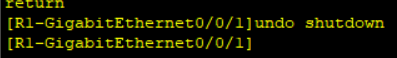 return
[R1-GigabitEthernet0/0/1]undo shutdown
[R1-GigabitEthernet0/0/1]